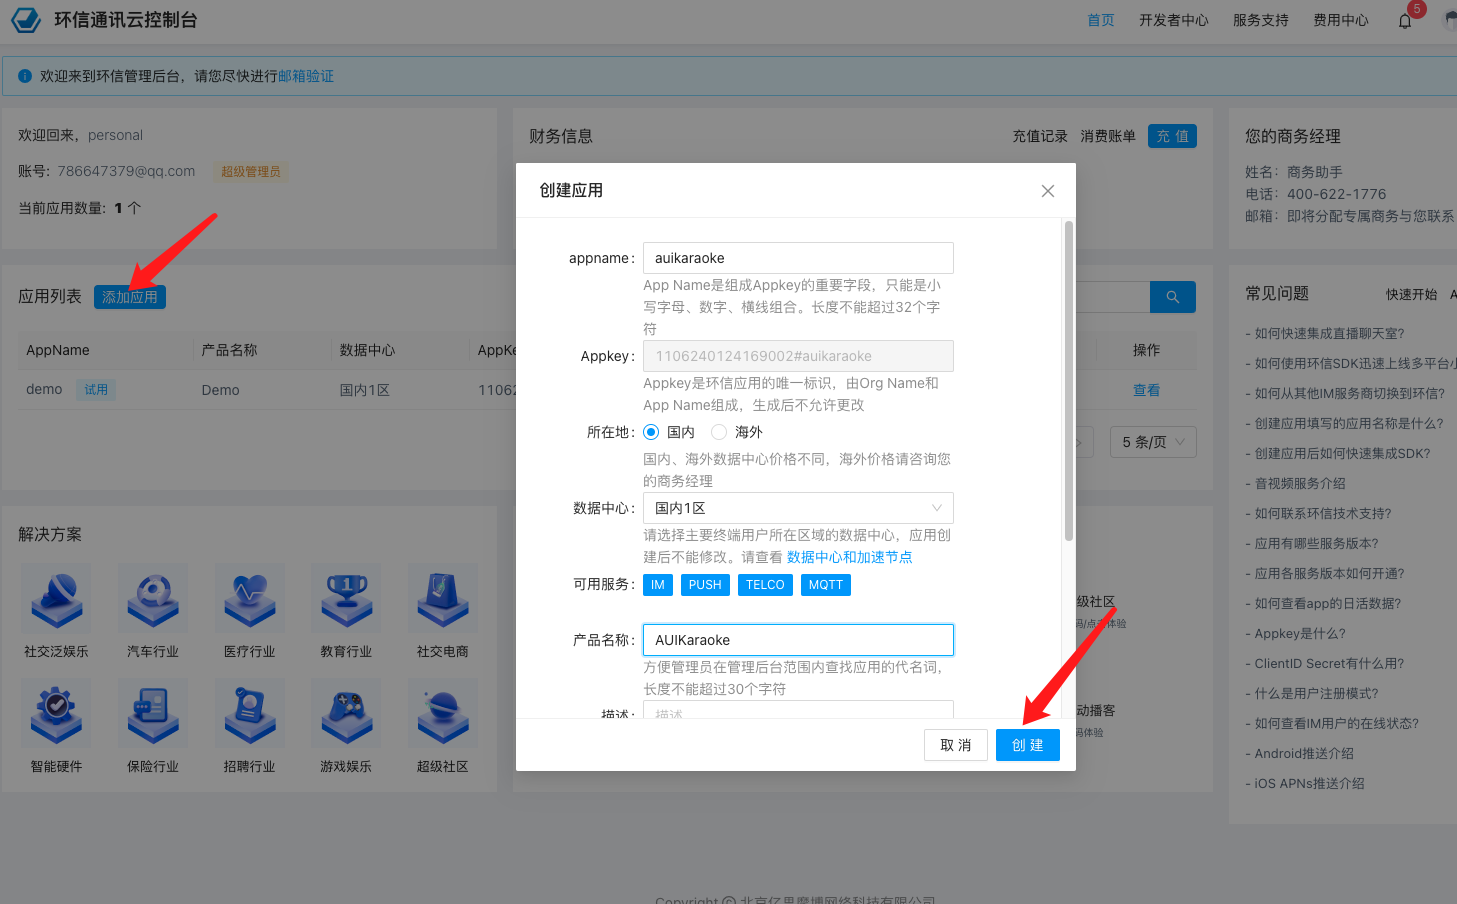 环信通讯云控制台
首页 开发者中心 服务支持 费用中心 5
欢迎来到环信管理后台，请您尽快进行邮箱验证
欢迎回来，personal
账号：786647379@qq.com 超级管理员
当前应用数量：1 个
财务信息 充值记录 消费账单 充 值
您的商务经理
姓名：商务助手
电话：400-622-1776
邮箱：即将分配专属商务与您联系
应用列表 添加应用
AppName 产品名称 数据中心 AppKe 操作
demo 试用 Demo 国内1区 11062 查看
5 条/页
创建应用
appname： auikaraoke
App Name是组成Appkey的重要字段，只能是小
写字母、数字、横线组合。长度不能超过32个字
符
Appkey： 1106240124169002#auikaraoke
Appkey是环信应用的唯一标识，由Org Name和
App Name组成，生成后不允许更改
所在地： 国内 海外
国内、海外数据中心价格不同，海外价格请咨询您
的商务经理
数据中心： 国内1区
请选择主要终端用户所在区域的数据中心，应用创
建后不能修改。请查看 数据中心和加速节点
可用服务： IM PUSH TELCO MQTT
产品名称： AUIKaraoke
方便管理员在管理后台范围内查找应用的代名词，
长度不能超过30个字符
描述： 描述
取 消 创 建
常见问题 快速开始
- 如何快速集成直播聊天室?
- 如何使用环信SDK迅速上线多平台小
- 如何从其他IM服务商切换到环信?
- 创建应用填写的应用名称是什么?
- 创建应用后如何快速集成SDK?
- 音视频服务介绍
- 如何联系环信技术支持?
- 应用有哪些服务版本?
- 应用各服务版本如何开通?
- 如何查看app的日活数据?
- Appkey是什么?
- ClientID Secret有什么用?
- 什么是用户注册模式?
- 如何查看IM用户的在线状态?
- Android推送介绍
- iOS APNs推送介绍
解决方案
社交泛娱乐 汽车行业 医疗行业 教育行业 社交电商
智能硬件 保险行业 招聘行业 游戏娱乐 超级社区
级社区
码/点击体验
动播客
码体验
Copyright © 北京亿思摩博网络科技有限公司